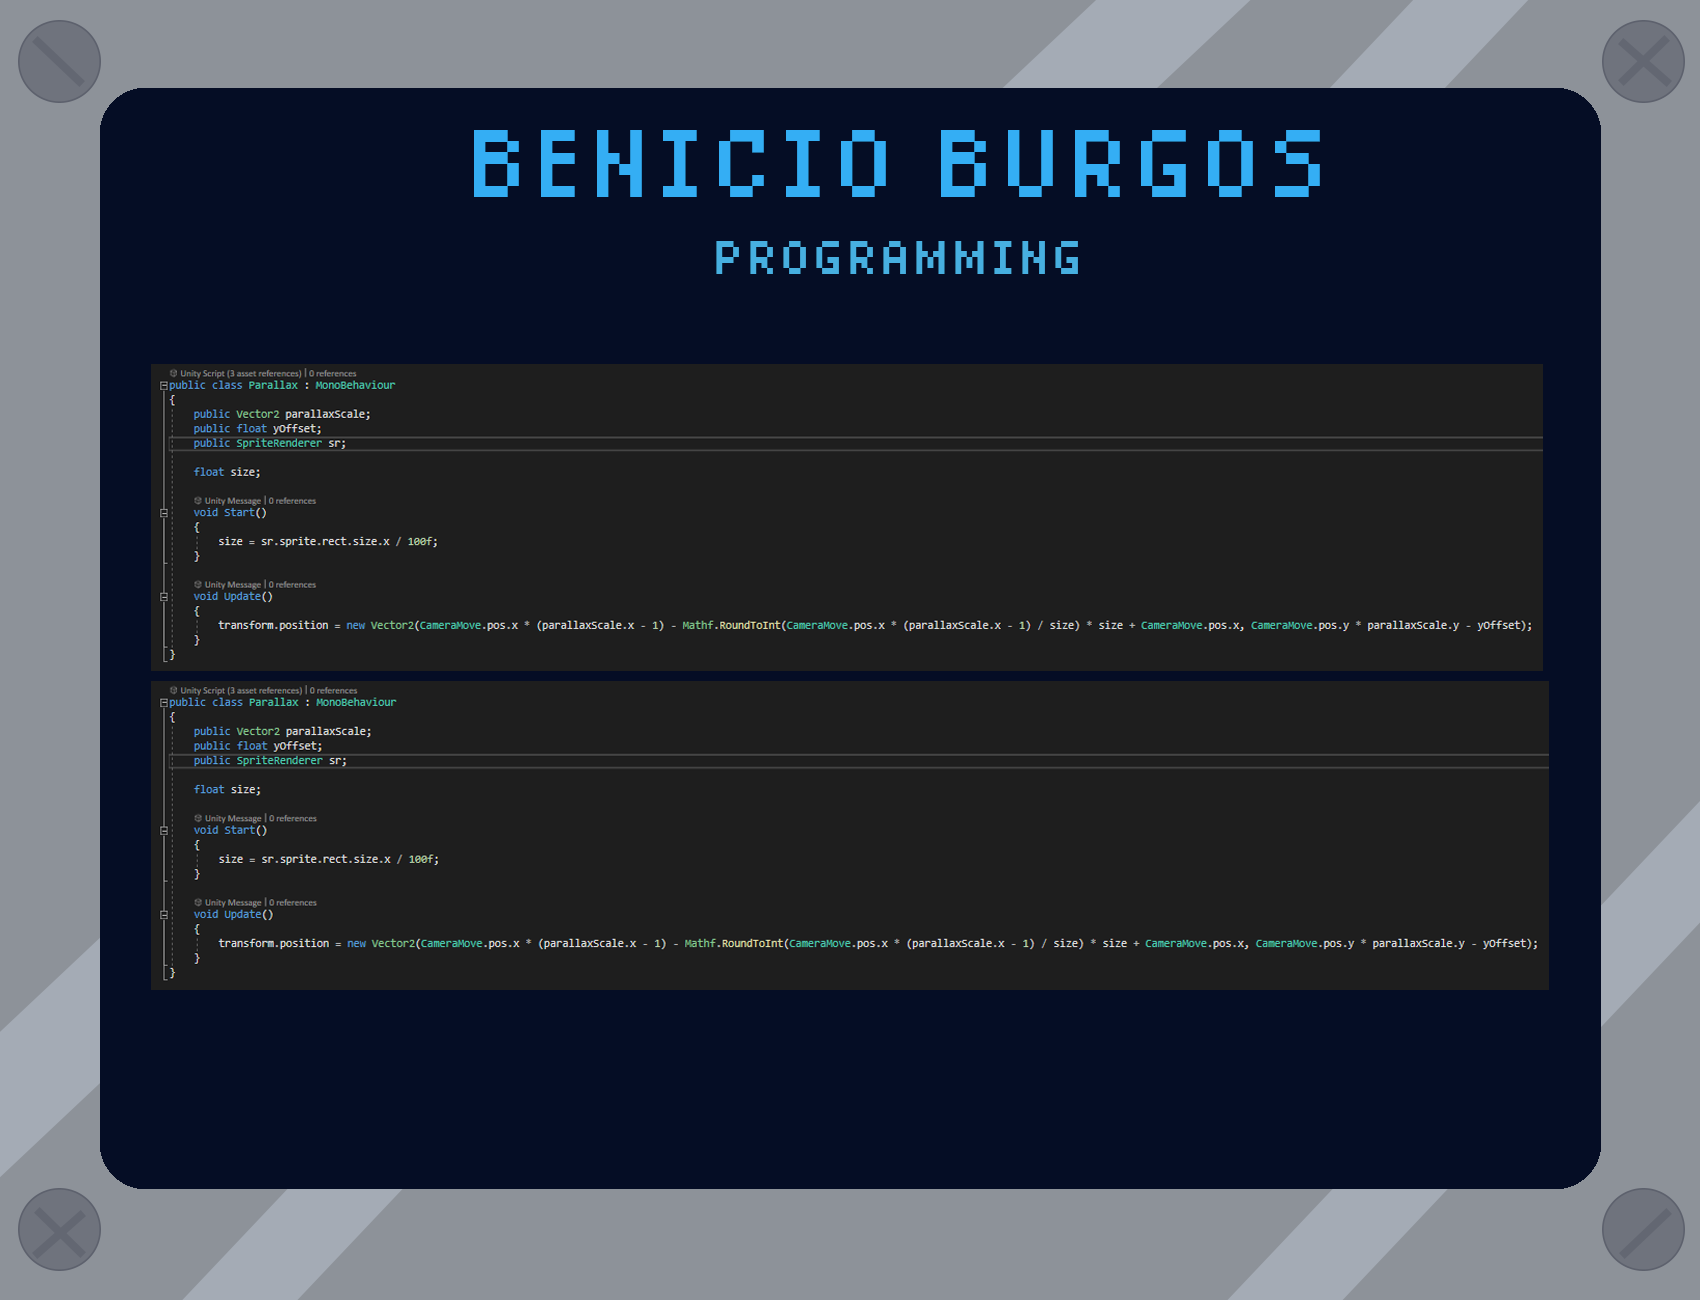 BENICIO BURGOS
PROGRAMMING
Unity Script (3 asset references) | 0 references
public class Parallax : MonoBehaviour
{
public Vector2 parallaxScale;
public float yOffset;
public SpriteRenderer sr;
float size;
Unity Message | 0 references
void Start()
{
size = sr.sprite.rect.size.x / 100f;
}
Unity Message | 0 references
void Update()
{
transform.position = new Vector2(CameraMove.pos.x * (parallaxScale.x - 1) - Mathf.RoundToInt(CameraMove.pos.x * (parallaxScale.x - 1) / size) * size + CameraMove.pos.x, CameraMove.pos.y * parallaxScale.y - yOffset);
}
}
Unity Script (3 asset references) | 0 references
public class Parallax : MonoBehaviour
{
public Vector2 parallaxScale;
public float yOffset;
public SpriteRenderer sr;
float size;
Unity Message | 0 references
void Start()
{
size = sr.sprite.rect.size.x / 100f;
}
Unity Message | 0 references
void Update()
{
transform.position = new Vector2(CameraMove.pos.x * (parallaxScale.x - 1) - Mathf.RoundToInt(CameraMove.pos.x * (parallaxScale.x - 1) / size) * size + CameraMove.pos.x, CameraMove.pos.y * parallaxScale.y - yOffset);
}
}